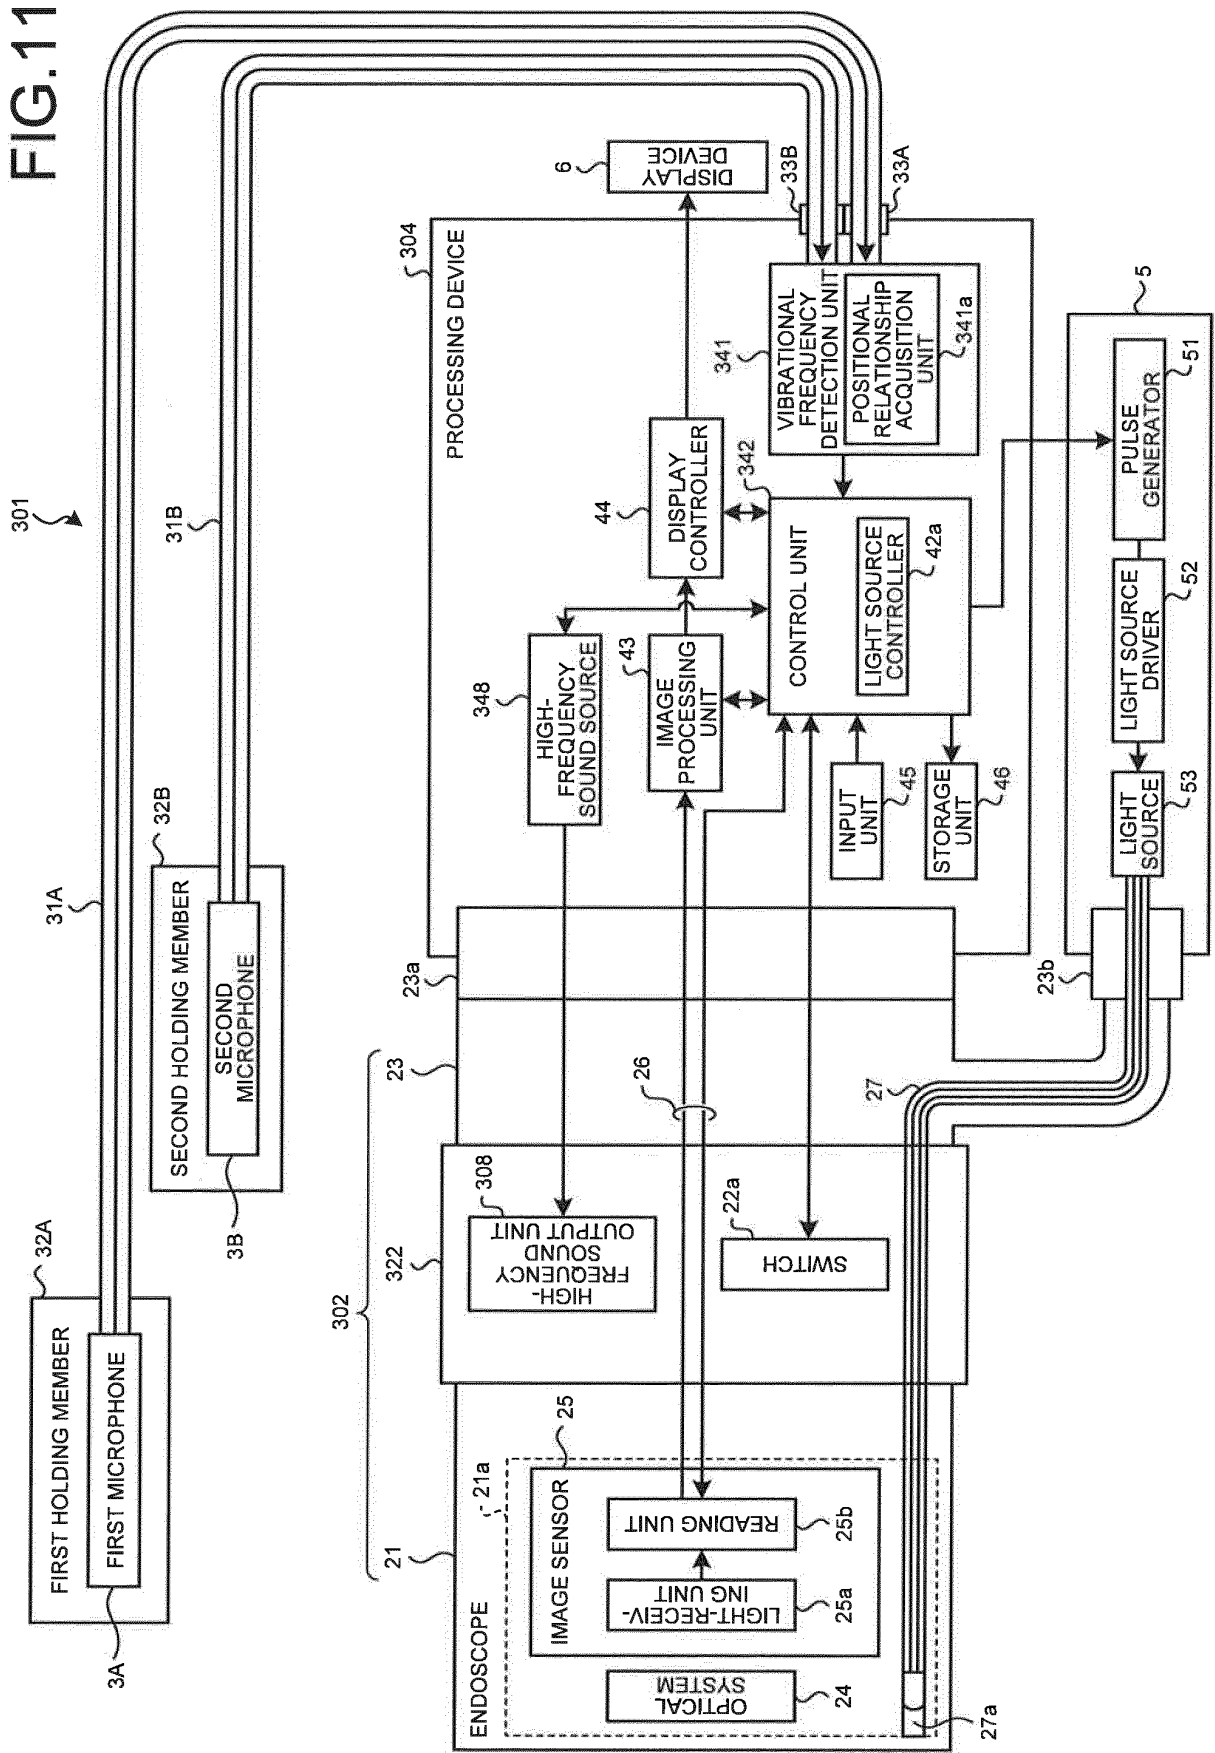 FIG.11
301
FIRST HOLDING MEMBER
32A
FIRST MICROPHONE
3A
31A
SECOND HOLDING MEMBER
32B
SECOND
MICROPHONE
3B
31B
302
21
322
23
23a
ENDOSCOPE
21a
IMAGE SENSOR
25
OPTICAL
SYSTEM
24
LIGHT-RECEIV-
ING UNIT
25a
READING UNIT
25b
27a
HIGH-
FREQUENCY
SOUND
OUTPUT UNIT
308
SWITCH
22a
26
27
23b
PROCESSING DEVICE
304
HIGH-
FREQUENCY
SOUND SOURCE
348
IMAGE
PROCESSING
UNIT
43
DISPLAY
CONTROLLER
44
DISPLAY
DEVICE
6
CONTROL UNIT
342
LIGHT SOURCE
CONTROLLER
42a
INPUT
UNIT
45
STORAGE
UNIT
46
VIBRATIONAL
FREQUENCY
DETECTION UNIT
341
POSITIONAL
RELATIONSHIP
ACQUISITION
UNIT
341a
33B
33A
5
LIGHT
SOURCE
53
LIGHT SOURCE
DRIVER
52
PULSE
GENERATOR
51